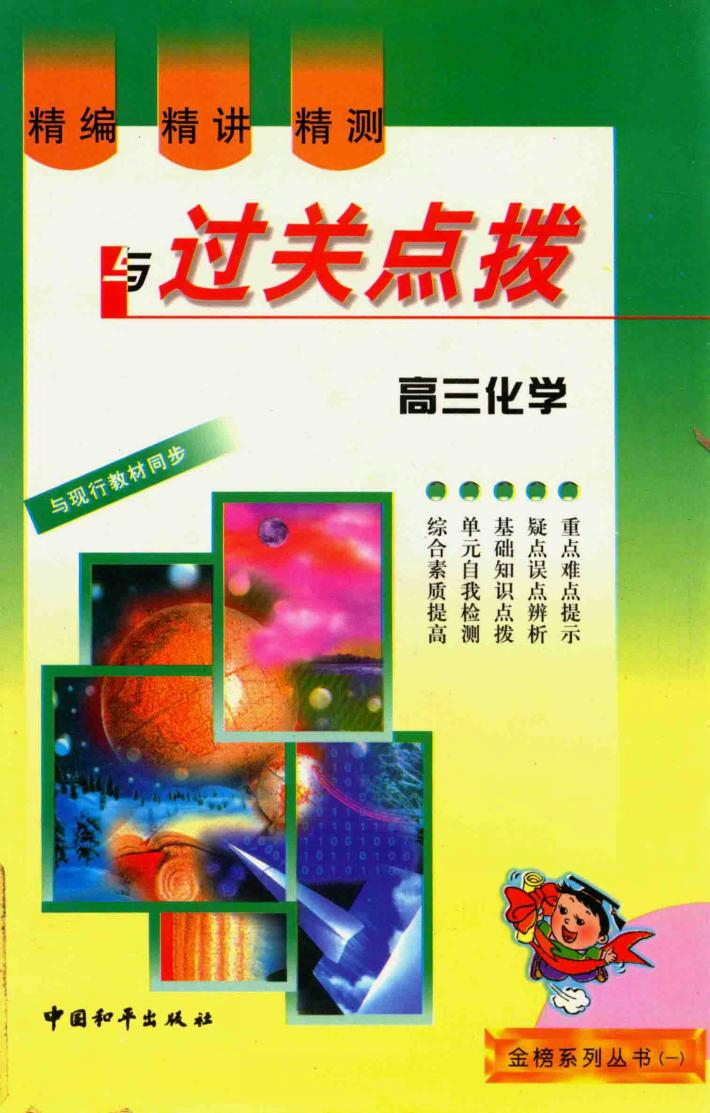 精编 精讲 精测
与过关点拨
高三化学
与现行教材同步
重点难点提示
疑点误点辨析
基础知识点拨
单元自我检测
综合素质提高
中国和平出版社
金榜系列丛书(一)